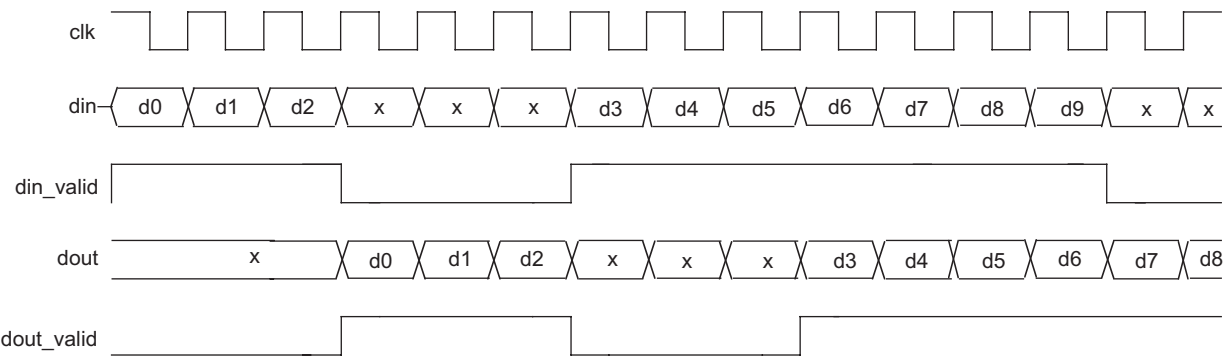 clk
din d0 d1 d2 x x x d3 d4 d5 d6 d7 d8 d9 x x
din_valid
dout x d0 d1 d2 x x x d3 d4 d5 d6 d7 d8
dout_valid